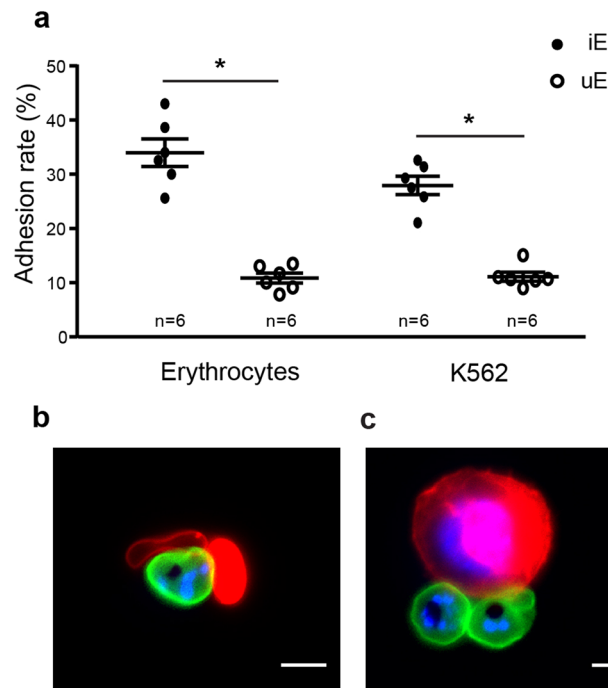 a
iE
uE
Adhesion rate (%)
50
40
30
20
10
0
*
*
n=6
n=6
n=6
n=6
Erythrocytes
K562
b
c